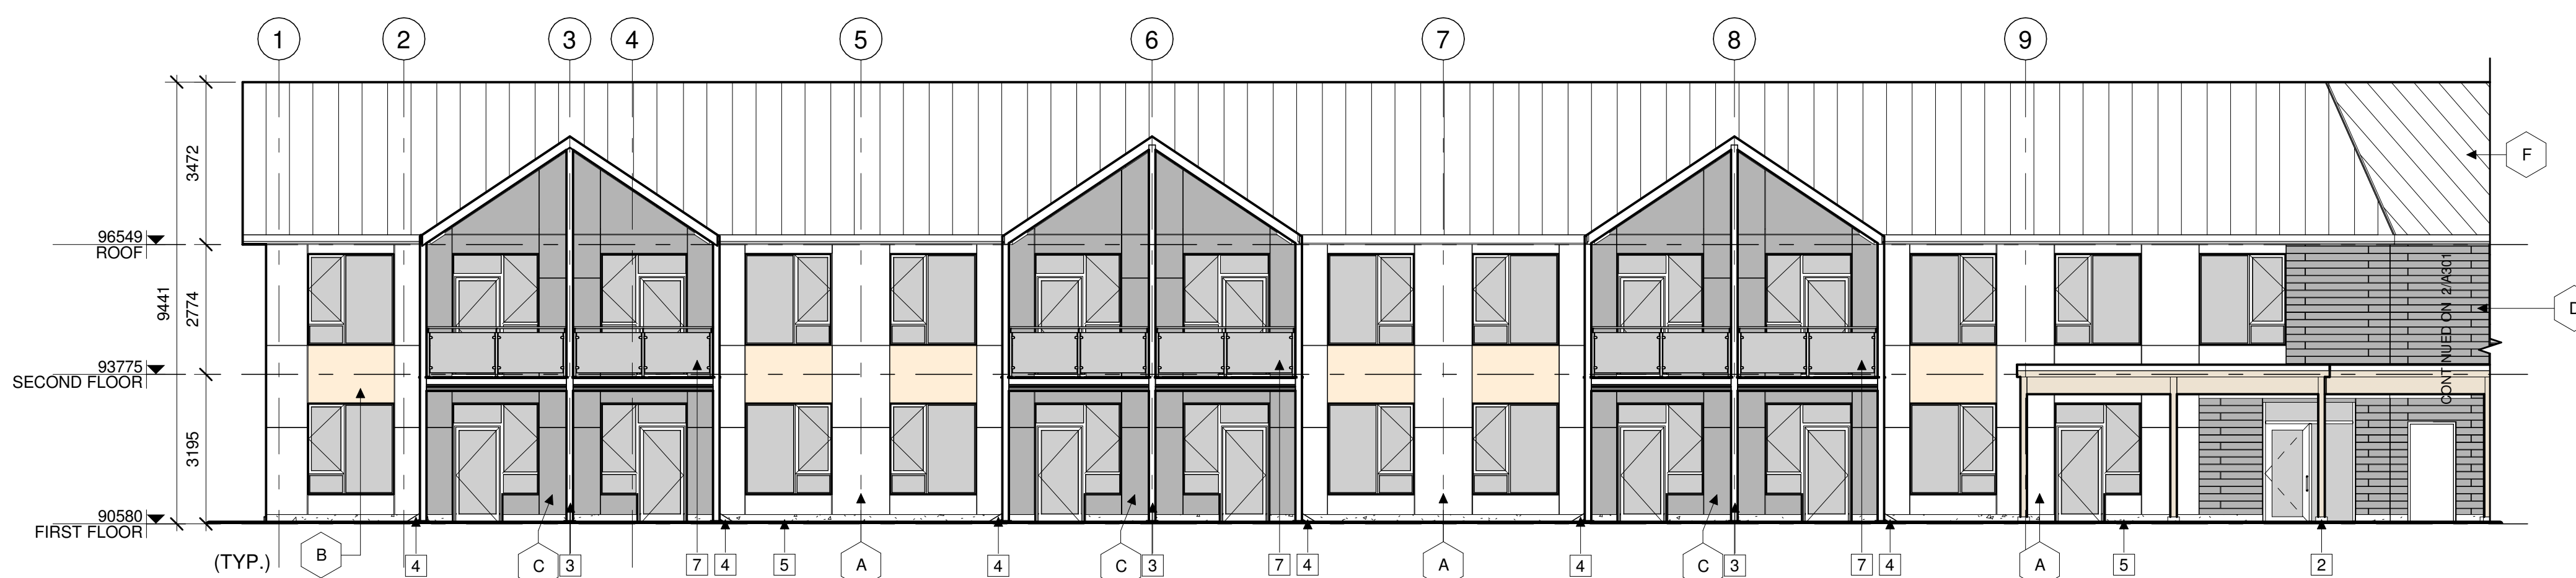 1 2 3 4 5 6 7 8 9
3472
F
96549
ROOF
9441
2774
CONTINUED ON 2/A301
D
93775
SECOND FLOOR
3195
90580
FIRST FLOOR
(TYP.) B 4 C 3 7 4 5 A 4 C 3 7 4 A 4 C 3 7 4 A 5 2